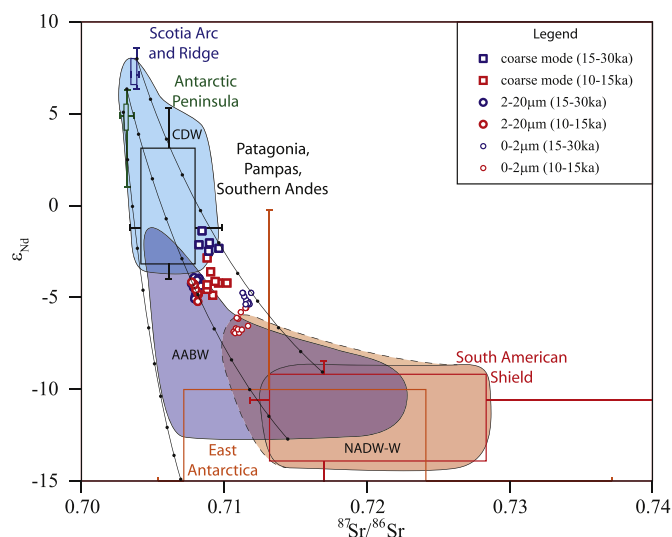 10
5
0
-5
-10
-15
εNd
0.70
0.71
0.72
0.73
0.74
87Sr/86Sr
Scotia Arc
and Ridge
Antarctic
Peninsula
CDW
Patagonia,
Pampas,
Southern Andes
AABW
East
Antarctica
NADW-W
South American
Shield
Legend
coarse mode (15-30ka)
coarse mode (10-15ka)
2-20μm (15-30ka)
2-20μm (10-15ka)
0-2μm (15-30ka)
0-2μm (10-15ka)